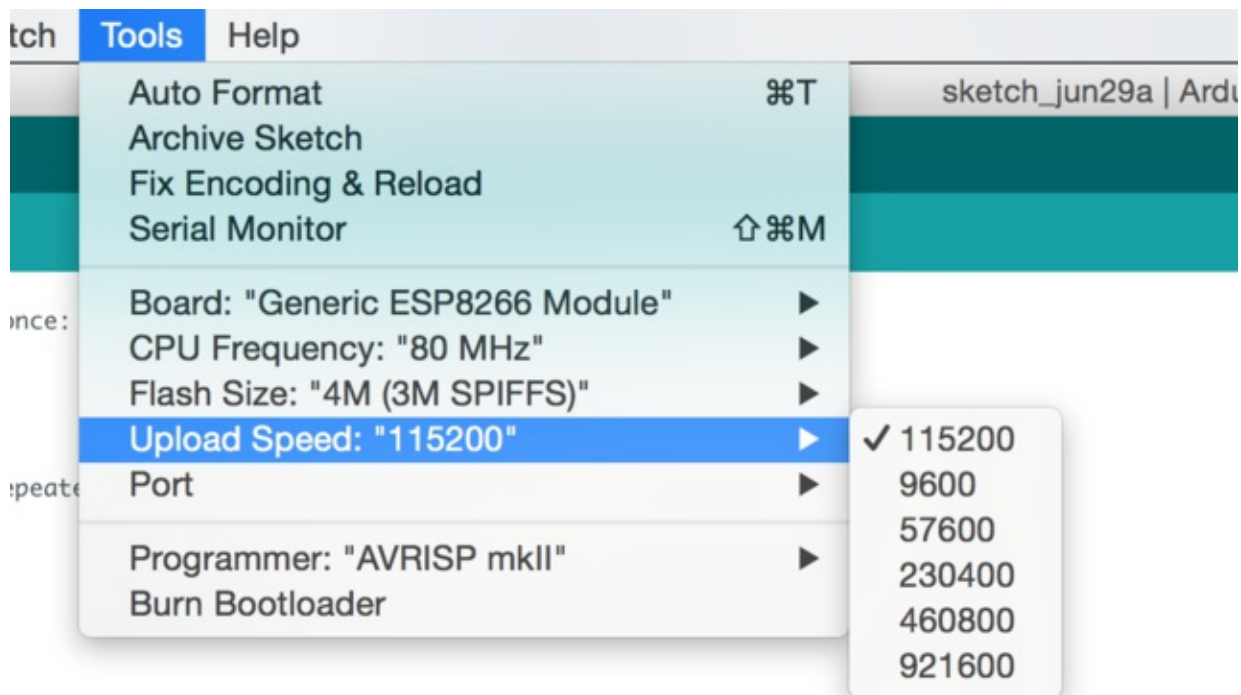 tch Tools Help
sketch_jun29a | Ardu
Auto Format ⌘T
Archive Sketch
Fix Encoding & Reload
Serial Monitor ⇧⌘M
once:
Board: "Generic ESP8266 Module" ▶
CPU Frequency: "80 MHz" ▶
Flash Size: "4M (3M SPIFFS)" ▶
Upload Speed: "115200" ▶
✓ 115200
epeate
Port ▶
9600
57600
Programmer: "AVRISP mkII" ▶
230400
Burn Bootloader
460800
921600